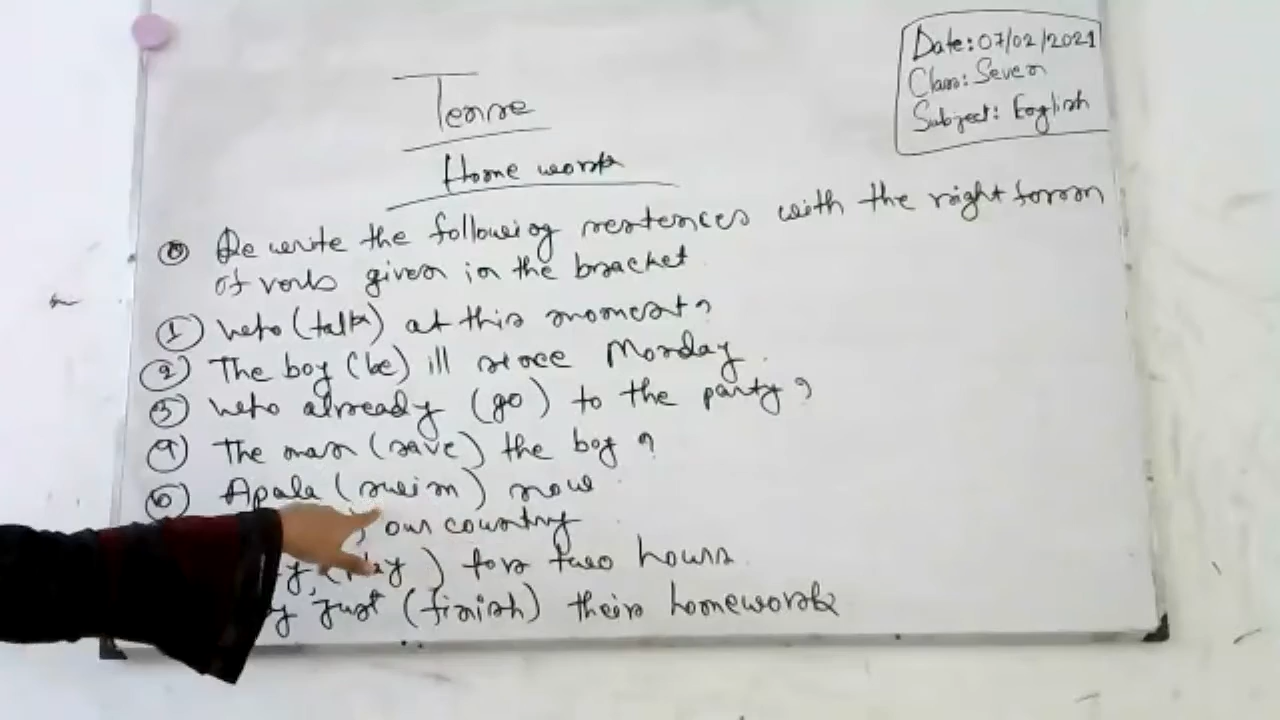 Date: 07/02/2021
Class: Seven
Subject: English
Tense
Home work
Re write the following sentences with the right form
of verbs given in the bracket
① Who (talk) at this moment?
② The boy (be) ill since Monday.
③ Who already (go) to the party?
④ The man (save) the boy?
Apala (swim) now.
) our country
) for two hours.
just (finish) their homework